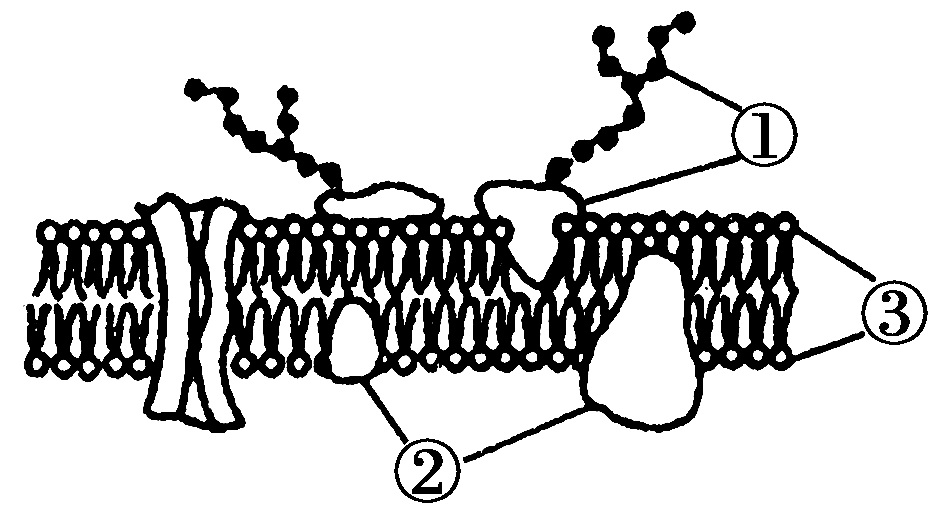 ①
③
②